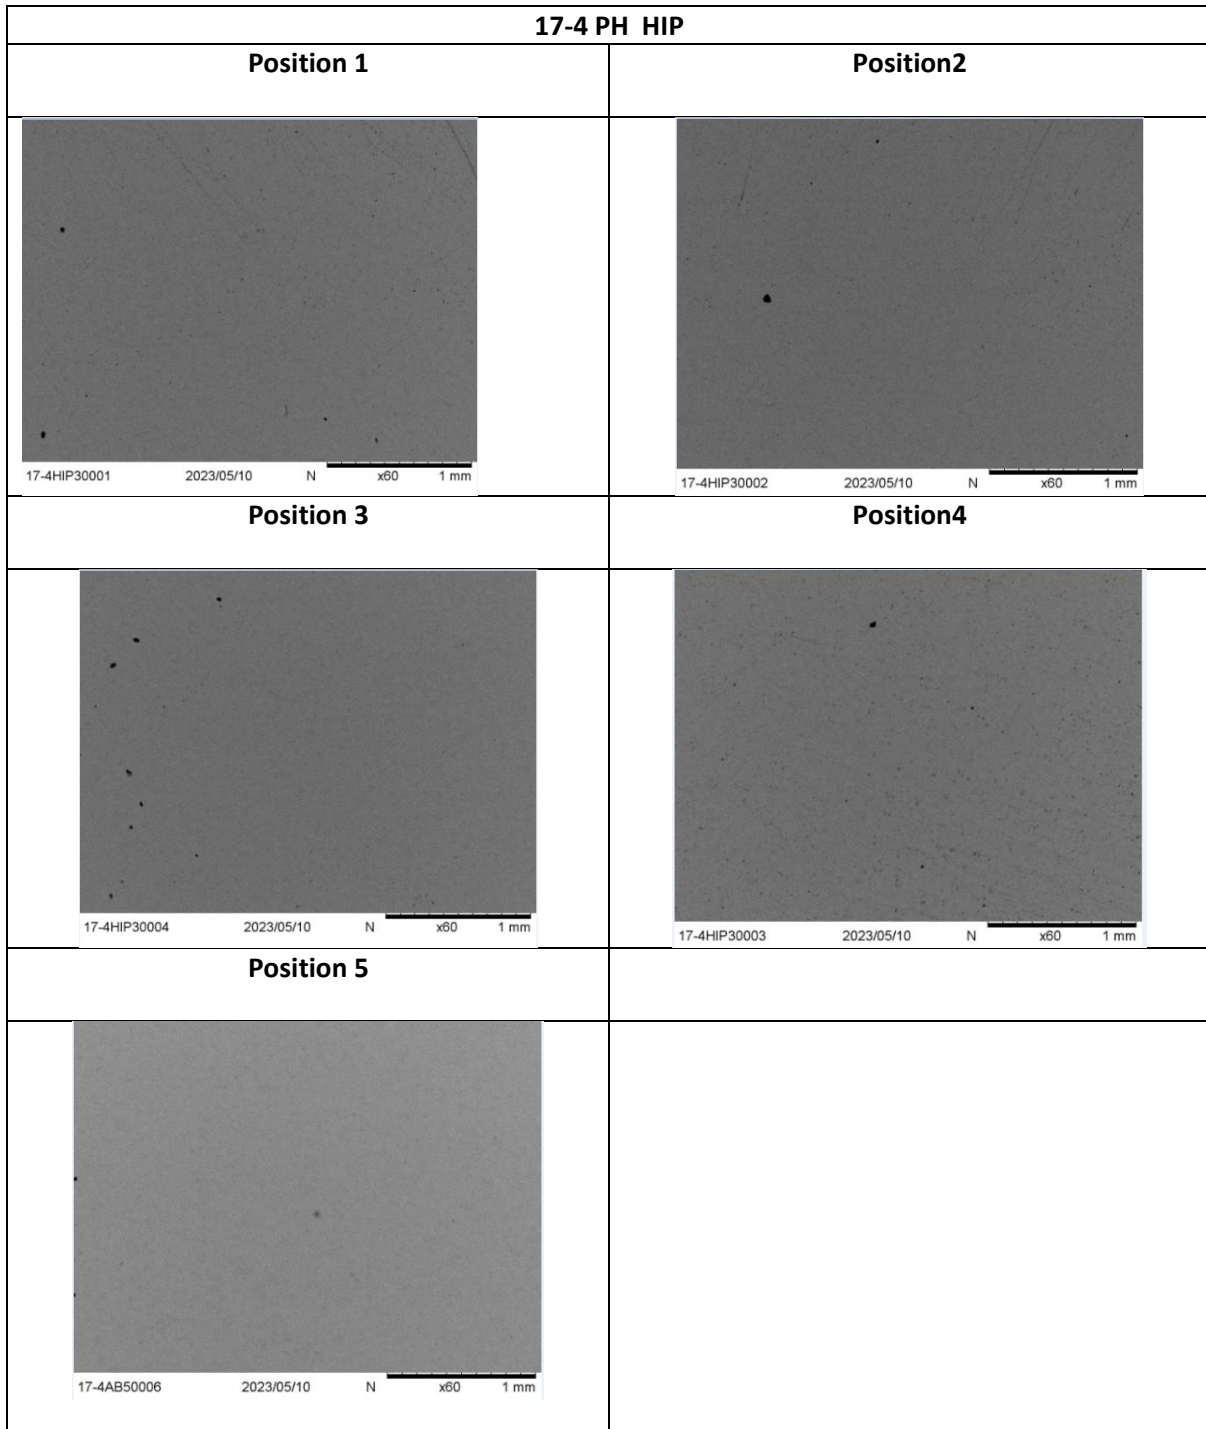 17-4 PH HIP
Position 1
Position2
17-4HIP30001 2023/05/10 N x60 1 mm
17-4HIP30002 2023/05/10 N x60 1 mm
Position 3
Position4
17-4HIP30004 2023/05/10 N x60 1 mm
17-4HIP30003 2023/05/10 N x60 1 mm
Position 5
17-4AB50006 2023/05/10 N x60 1 mm